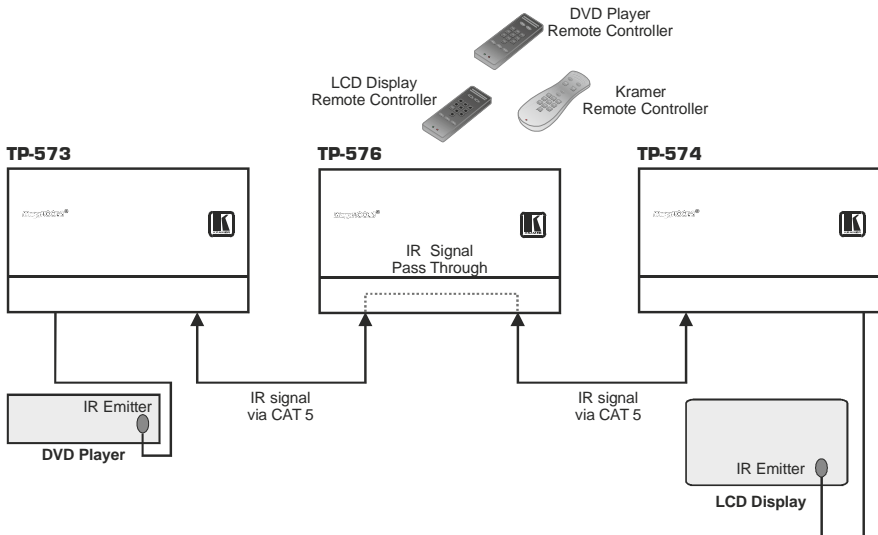 DVD Player
Remote Controller
LCD Display
Remote Controller
Kramer
Remote Controller
TP-573
TP-576
TP-574
IR Signal
Pass Through
IR signal
via CAT 5
IR signal
via CAT 5
IR Emitter
DVD Player
IR Emitter
LCD Display